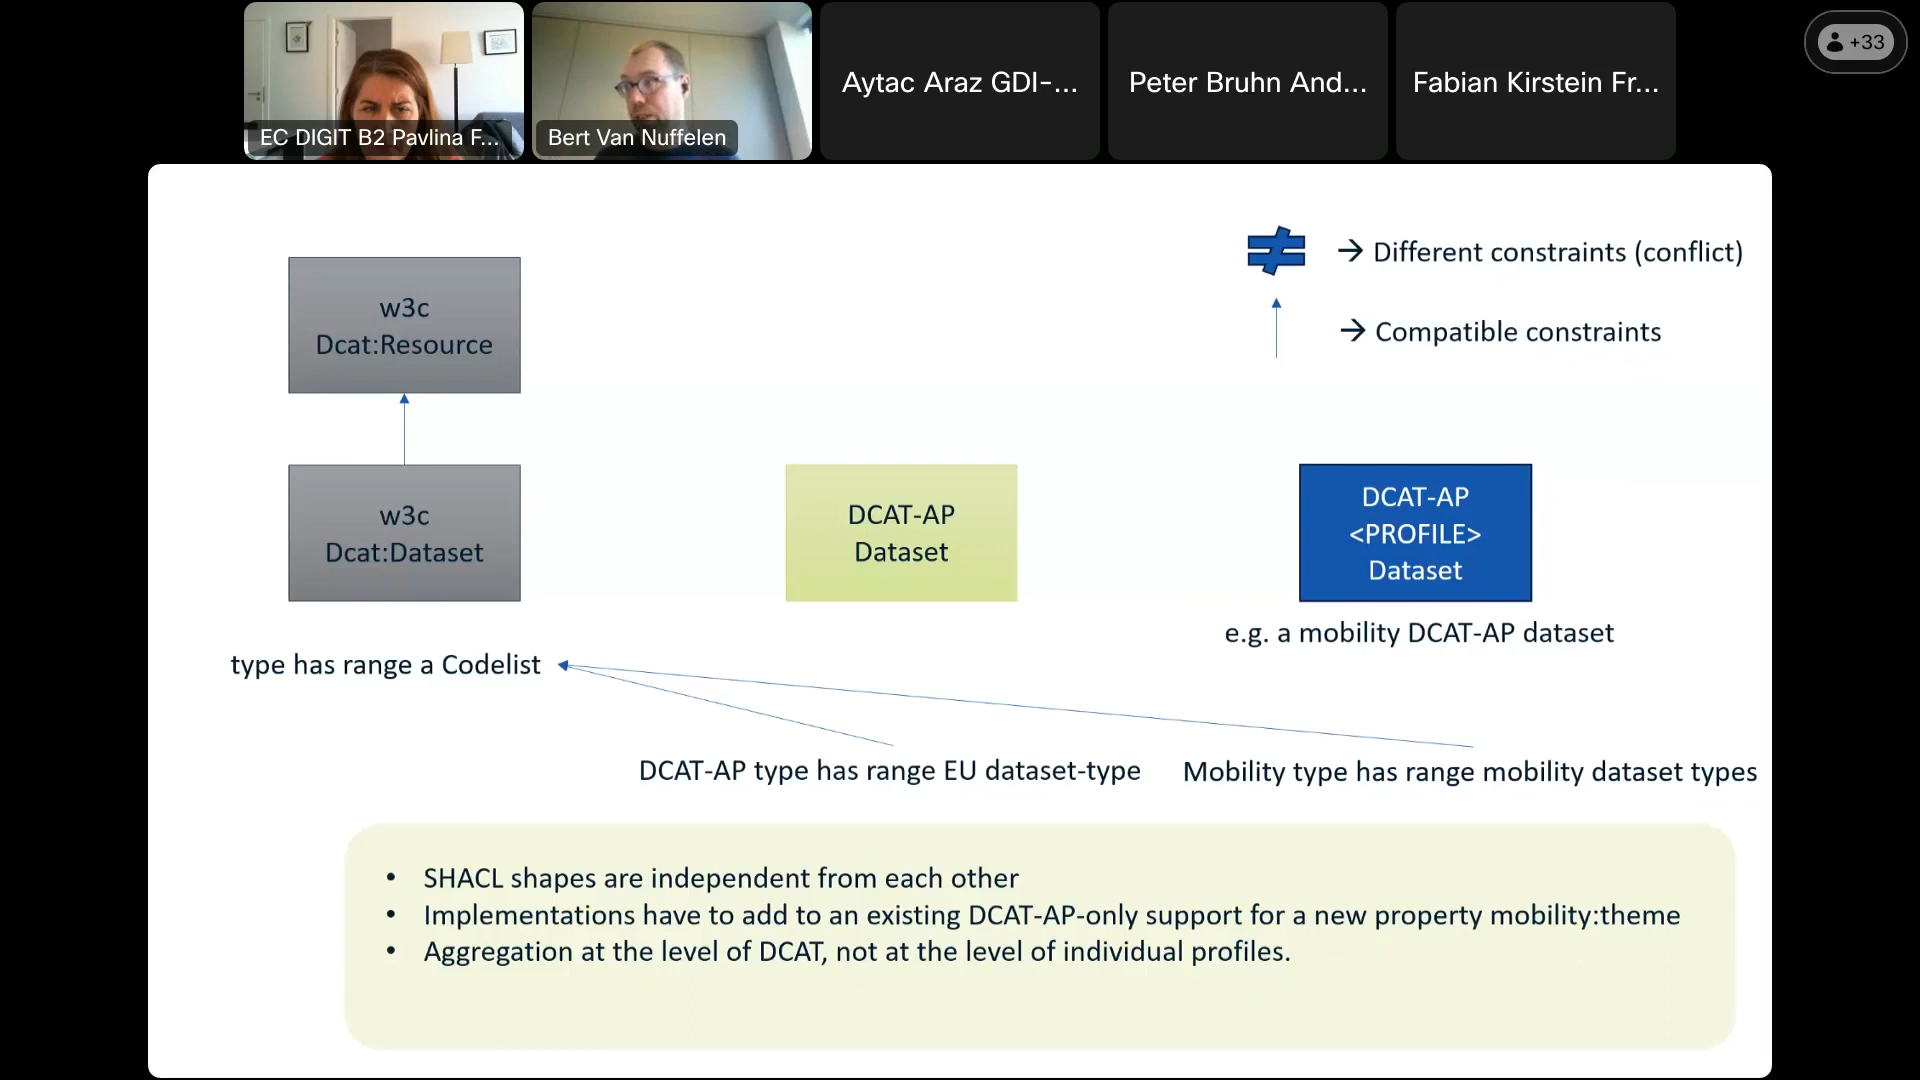 EC DIGIT B2 Pavlina F...
Bert Van Nuffelen
Aytac Araz GDI-...
Peter Bruhn And...
Fabian Kirstein Fr...
+33
→ Different constraints (conflict)
→ Compatible constraints
w3c
Dcat:Resource
w3c
Dcat:Dataset
DCAT-AP
Dataset
DCAT-AP
<PROFILE>
Dataset
e.g. a mobility DCAT-AP dataset
type has range a Codelist
DCAT-AP type has range EU dataset-type
Mobility type has range mobility dataset types
• SHACL shapes are independent from each other
• Implementations have to add to an existing DCAT-AP-only support for a new property mobility:theme
• Aggregation at the level of DCAT, not at the level of individual profiles.